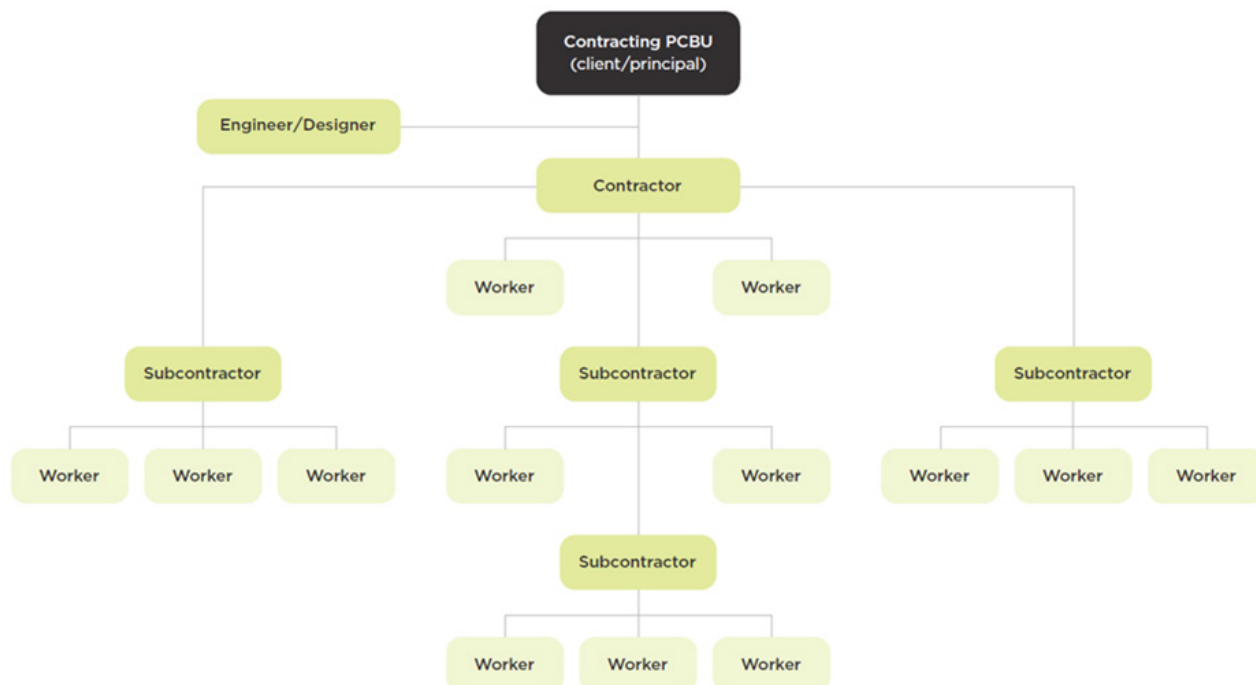 Contracting PCBU
(client/principal)
Engineer/Designer
Contractor
Worker
Worker
Subcontractor
Subcontractor
Subcontractor
Worker
Worker
Worker
Worker
Worker
Worker
Worker
Worker
Subcontractor
Worker
Worker
Worker